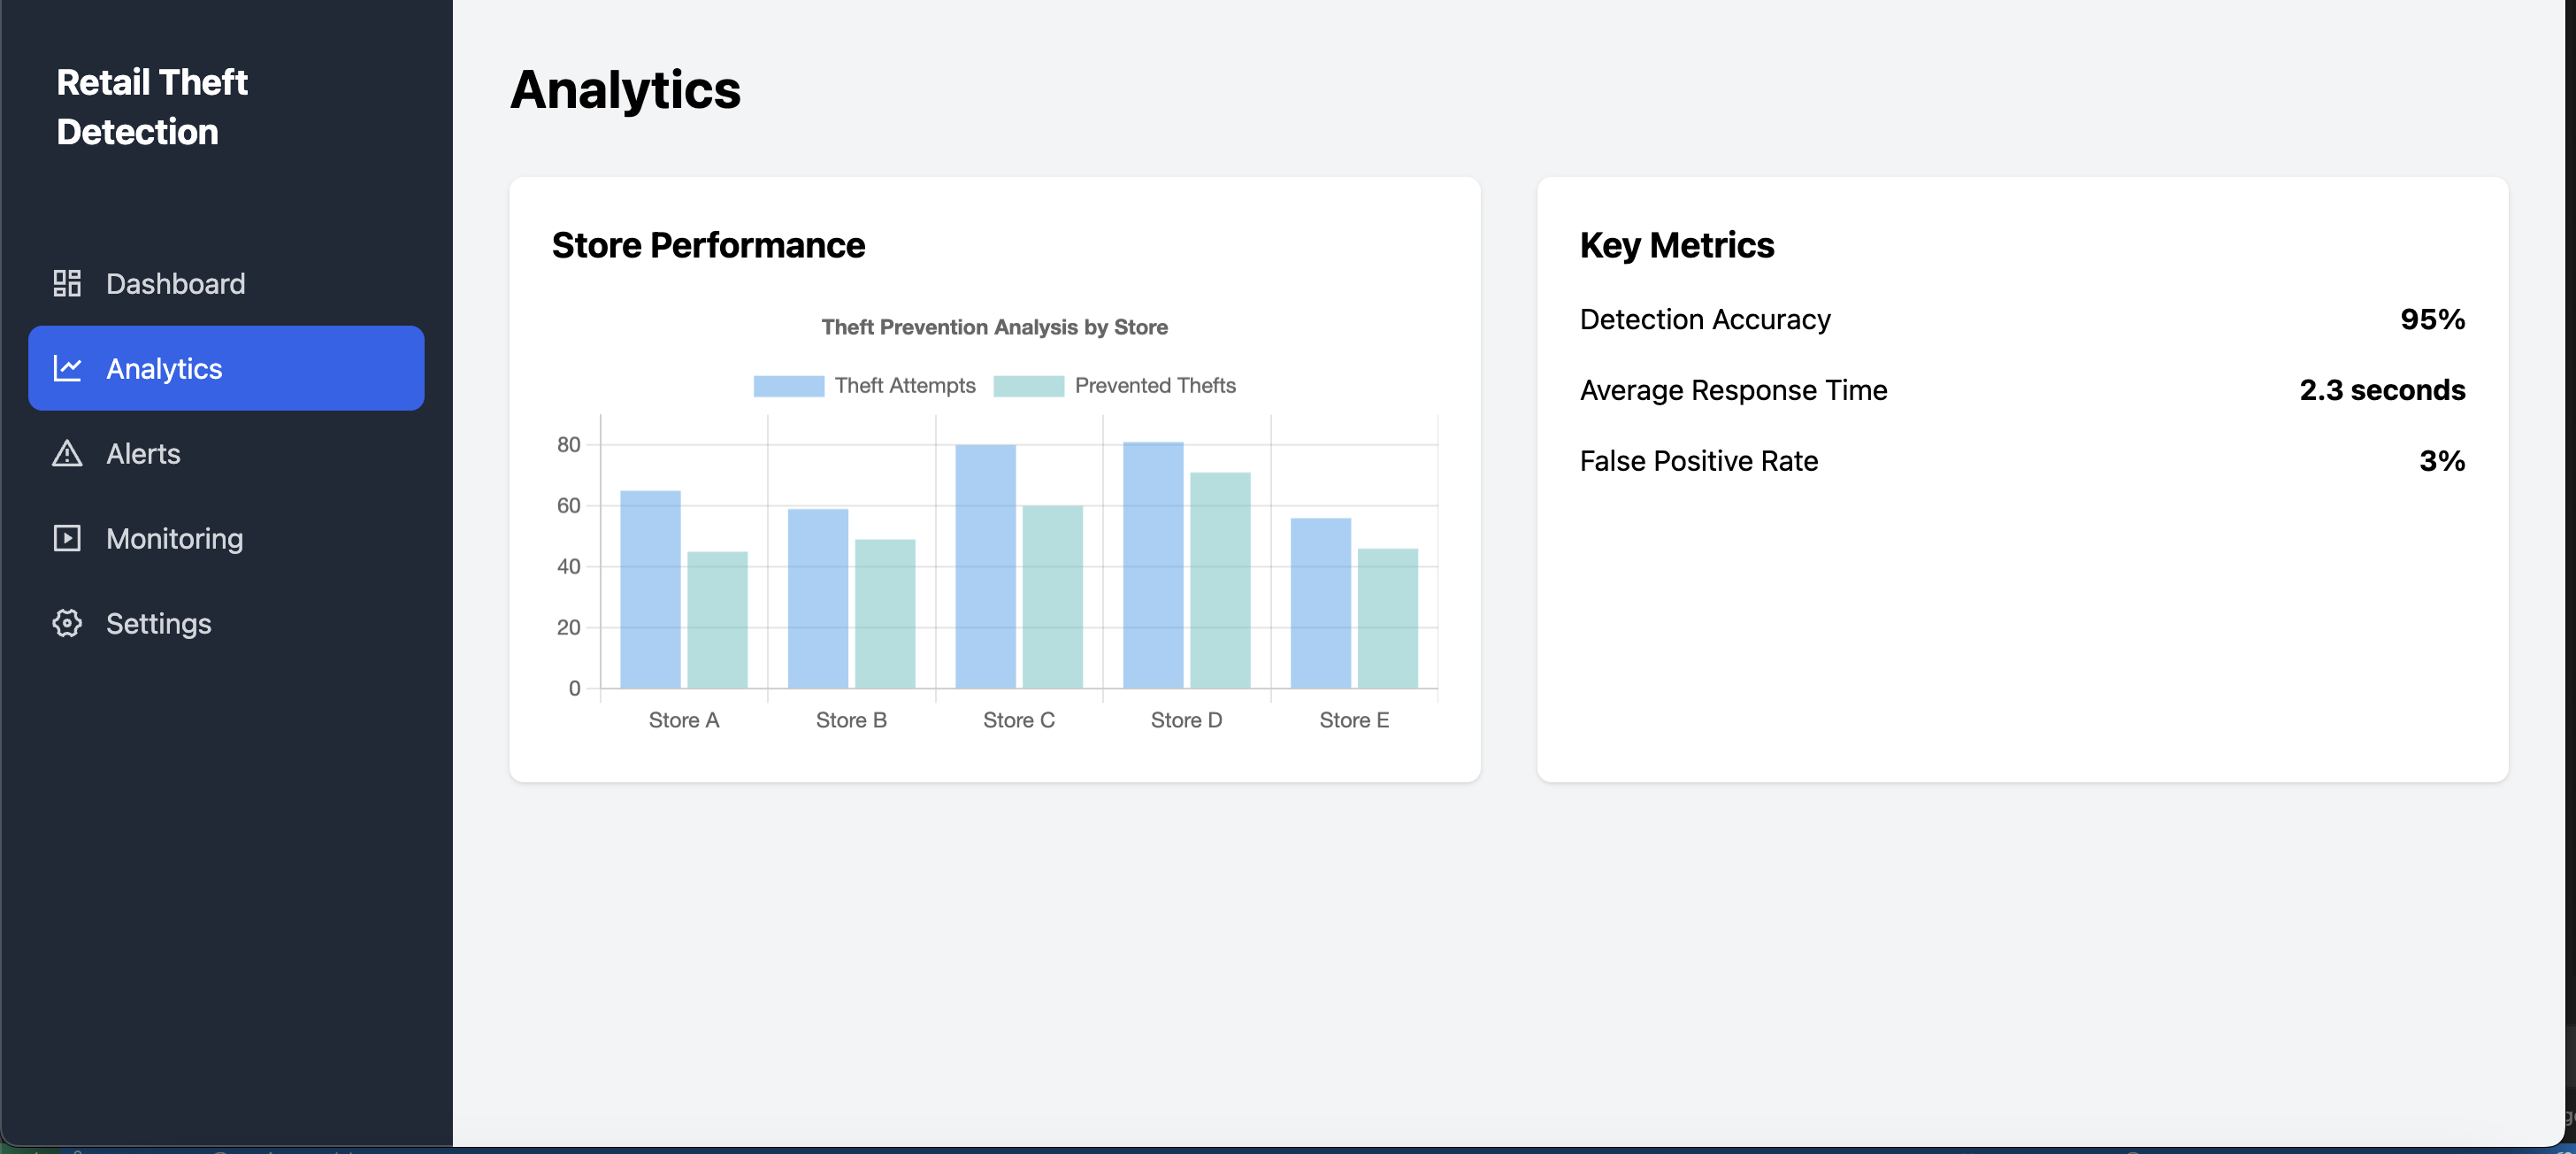 Retail Theft
Detection
Dashboard
Analytics
Alerts
Monitoring
Settings
Analytics
Store Performance
Theft Prevention Analysis by Store
Theft Attempts Prevented Thefts
80
60
40
20
0
Store A Store B Store C Store D Store E
Key Metrics
Detection Accuracy 95%
Average Response Time 2.3 seconds
False Positive Rate 3%